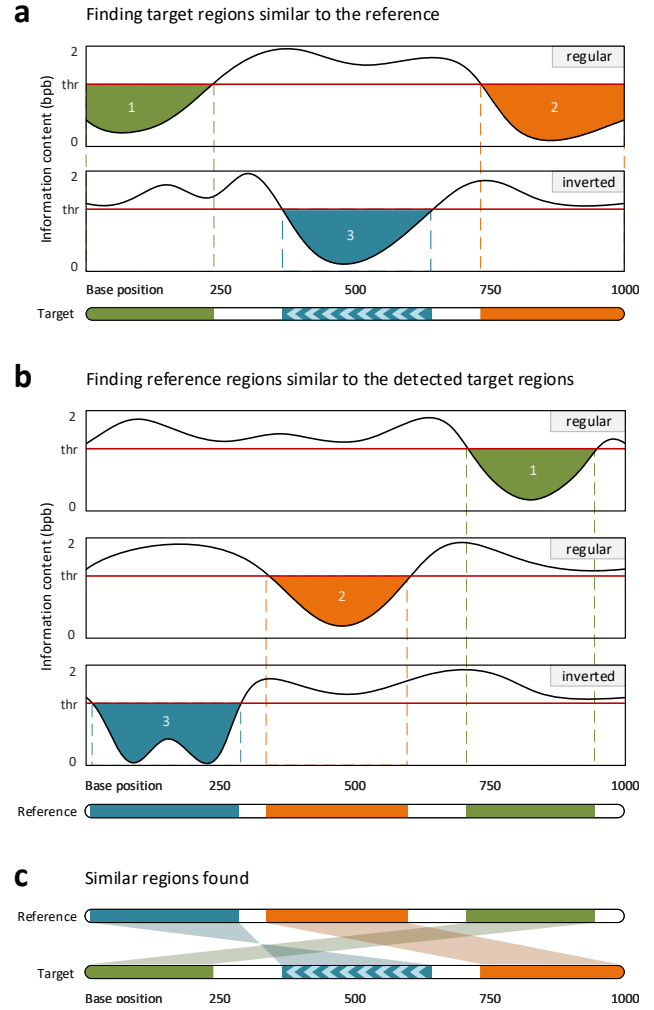 a Finding target regions similar to the reference
2
regular
thr
1
2
0
2
inverted
thr
3
0
Information content (bpb)
Base position 250 500 750 1000
Target
b Finding reference regions similar to the detected target regions
2
regular
thr
1
0
2
regular
thr
2
0
2
inverted
thr
3
0
Information content (bpb)
Base position 250 500 750 1000
Reference
c Similar regions found
Reference
Target
Base position 250 500 750 1000